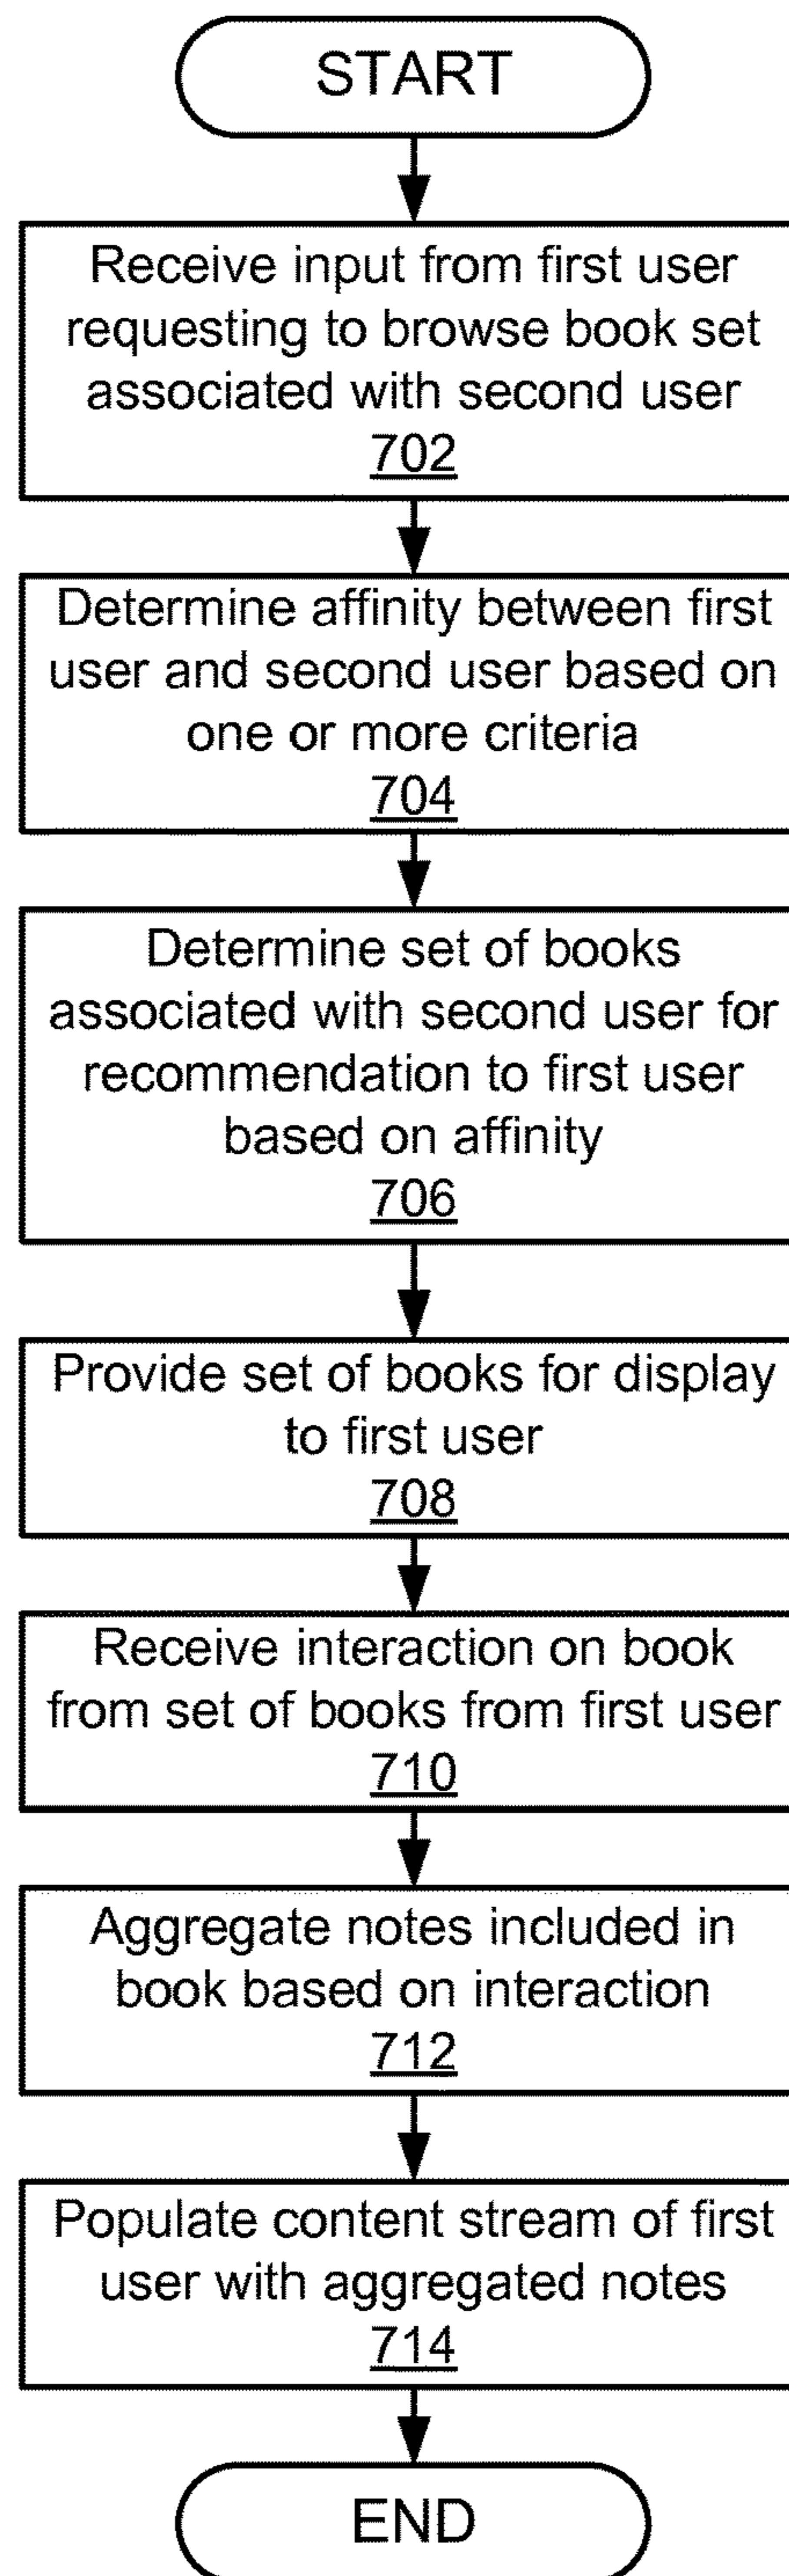 START
Receive input from first user
requesting to browse book set
associated with second user
702
Determine affinity between first
user and second user based on
one or more criteria
704
Determine set of books
associated with second user for
recommendation to first user
based on affinity
706
Provide set of books for display
to first user
708
Receive interaction on book
from set of books from first user
710
Aggregate notes included in
book based on interaction
712
Populate content stream of first
user with aggregated notes
714
END